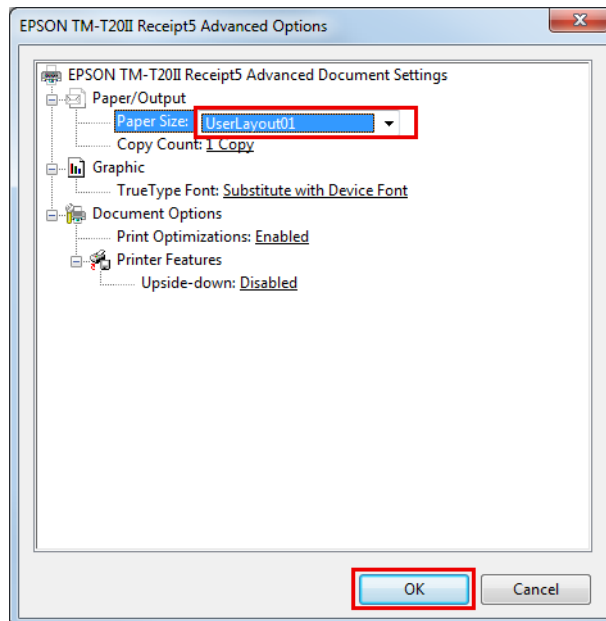 EPSON TM-T20II Receipt5 Advanced Options
EPSON TM-T20II Receipt5 Advanced Document Settings
Paper/Output
Paper Size: UserLayout01
Copy Count: 1 Copy
Graphic
TrueType Font: Substitute with Device Font
Document Options
Print Optimizations: Enabled
Printer Features
Upside-down: Disabled
OK Cancel